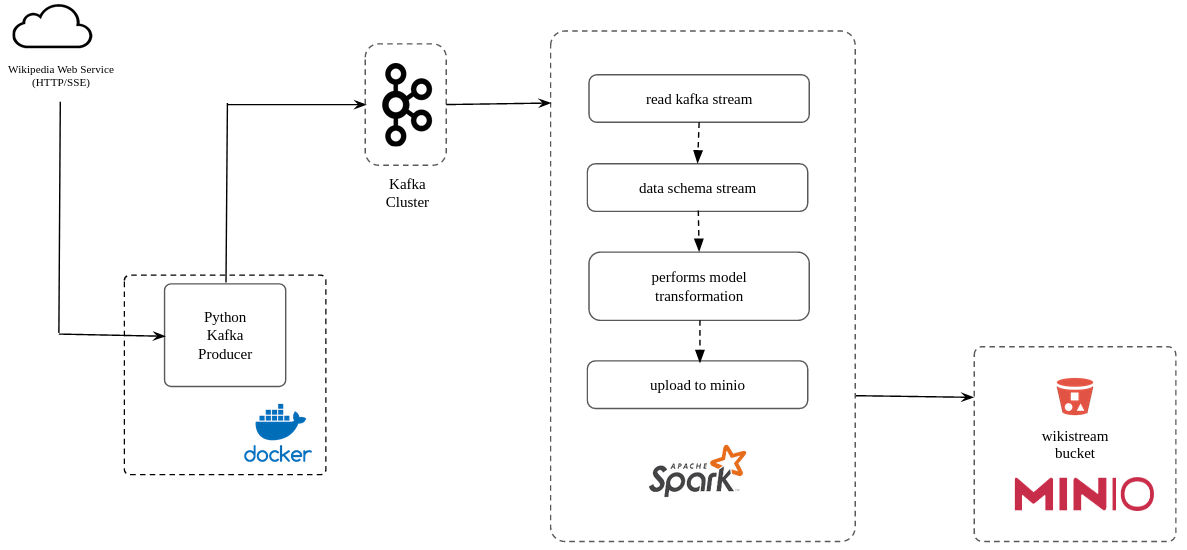 Wikipedia Web Service
(HTTP/SSE)
Python
Kafka
Producer
docker
Kafka
Cluster
read kafka stream
data schema stream
performs model
transformation
upload to minio
APACHE
Spark
wikistream
bucket
MINIO